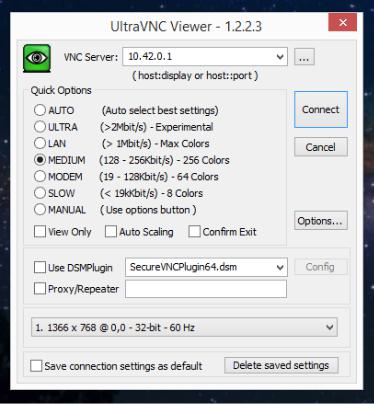 UltraVNC Viewer - 1.2.2.3
VNC Server: 10.42.0.1 ...
( host:display or host::port )
Quick Options
AUTO (Auto select best settings)
ULTRA (>2Mbit/s) - Experimental
LAN (> 1Mbit/s) - Max Colors
MEDIUM (128 - 256Kbit/s) - 256 Colors
MODEM (19 - 128Kbit/s) - 64 Colors
SLOW (< 19kKbit/s) - 8 Colors
MANUAL ( Use options button )
View Only Auto Scaling Confirm Exit
Connect
Cancel
Options...
Use DSMPlugin SecureVNCPlugin64.dsm Config
Proxy/Repeater
1. 1366 x 768 @ 0,0 - 32-bit - 60 Hz
Save connection settings as default Delete saved settings